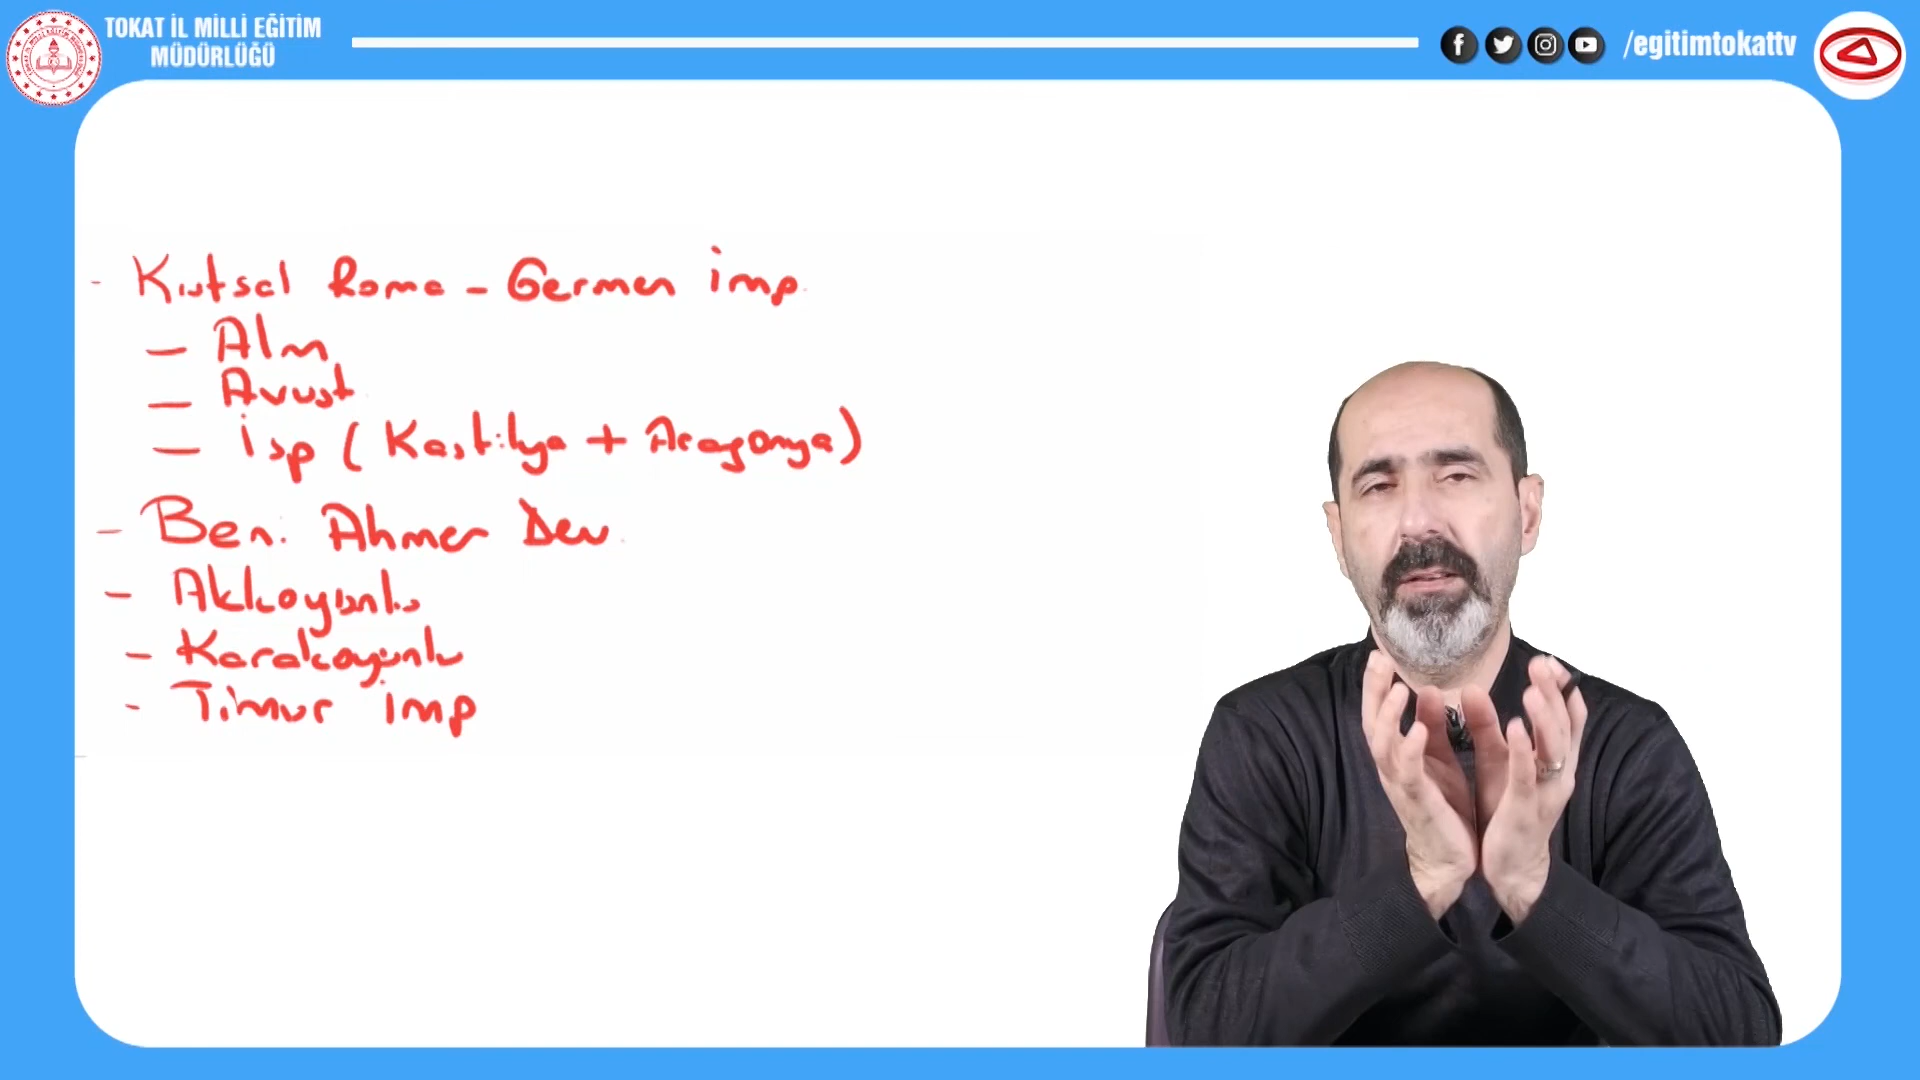 TOKAT İL MİLLİ EĞİTİM
MÜDÜRLÜĞÜ
/egitimtokattv
- Kutsal Roma - Germen imp.
- Alm
- Avust.
- İsp (Kastilya + Aragonya)
- Beni Ahmer Dev.
- Akkoyunlu
- Karakoyunlu
- Timur imp